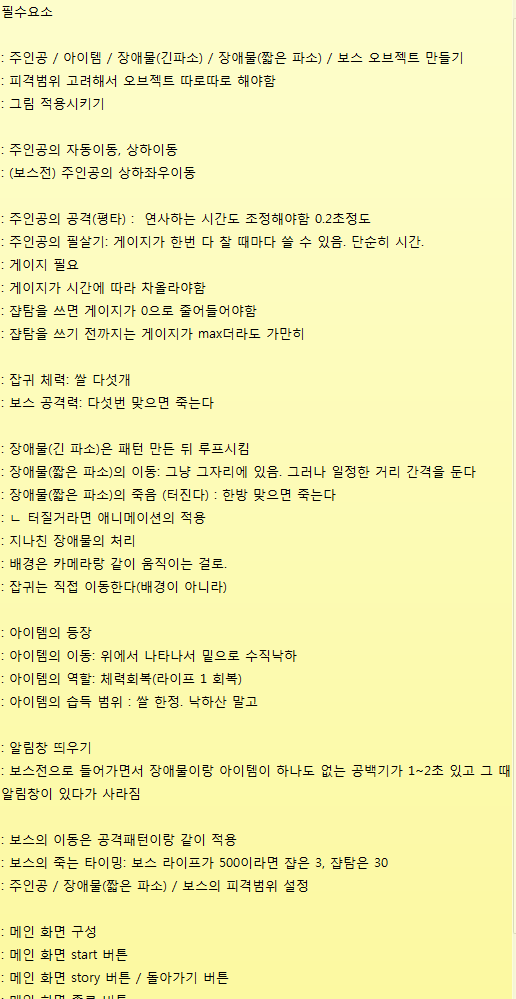 필수요소
: 주인공 / 아이템 / 장애물(긴파소) / 장애물(짧은 파소) / 보스 오브젝트 만들기
: 피격범위 고려해서 오브젝트 따로따로 해야함
: 그림 적용시키기
: 주인공의 자동이동, 상하이동
: (보스전) 주인공의 상하좌우이동
: 주인공의 공격(평타) :  연사하는 시간도 조정해야함 0.2초정도
: 주인공의 필살기: 게이지가 한번 다 찰 때마다 쓸 수 있음. 단순히 시간.
: 게이지 필요
: 게이지가 시간에 따라 차올라야함
: 잡탐을 쓰면 게이지가 0으로 줄어들어야함
: 잡탐을 쓰기 전까지는 게이지가 max더라도 가만히
: 잡귀 체력: 쌀 다섯개
: 보스 공격력: 다섯번 맞으면 죽는다
: 장애물(긴 파소)은 패턴 만든 뒤 루프시킴
: 장애물(짧은 파소)의 이동: 그냥 그자리에 있음. 그러나 일정한 거리 간격을 둔다
: 장애물(짧은 파소)의 죽음 (터진다) : 한방 맞으면 죽는다
: ㄴ 터질거라면 애니메이션의 적용
: 지나친 장애물의 처리
: 배경은 카메라랑 같이 움직이는 걸로.
: 잡귀는 직접 이동한다(배경이 아니라)
: 아이템의 등장
: 아이템의 이동: 위에서 나타나서 밑으로 수직낙하
: 아이템의 역할: 체력회복(라이프 1 회복)
: 아이템의 습득 범위 : 쌀 한정. 낙하산 말고
: 알림창 띄우기
: 보스전으로 들어가면서 장애물이랑 아이템이 하나도 없는 공백기가 1~2초 있고 그 때
알림창이 있다가 사라짐
: 보스의 이동은 공격패턴이랑 같이 적용
: 보스의 죽는 타이밍: 보스 라이프가 500이라면 잡은 3, 잡탐은 30
: 주인공 / 장애물(짧은 파소) / 보스의 피격범위 설정
: 메인 화면 구성
: 메인 화면 start 버튼
: 메인 화면 story 버튼 / 돌아가기 버튼
: 메인 화면 종료 버튼